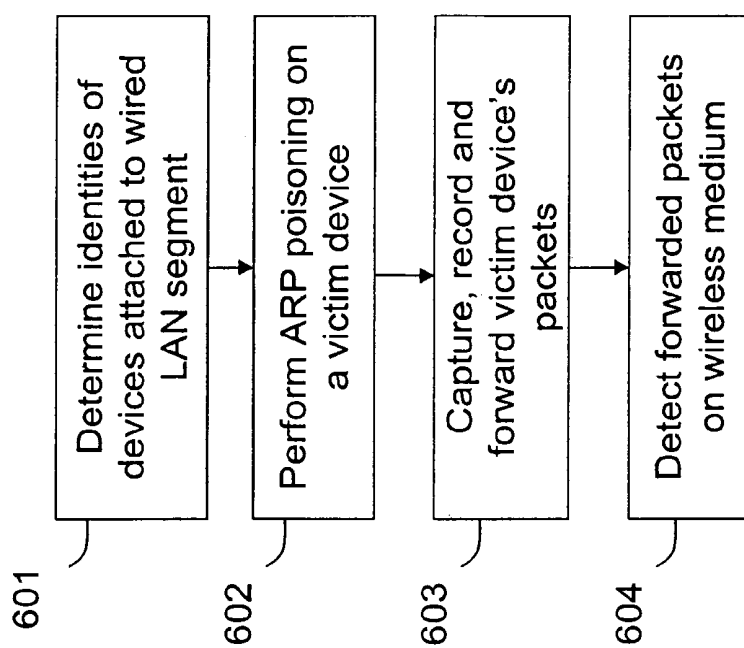 601
Determine identities of
devices attached to wired
LAN segment
602
Perform ARP poisoning on
a victim device
603
Capture, record and
forward victim device's
packets
604
Detect forwarded packets
on wireless medium